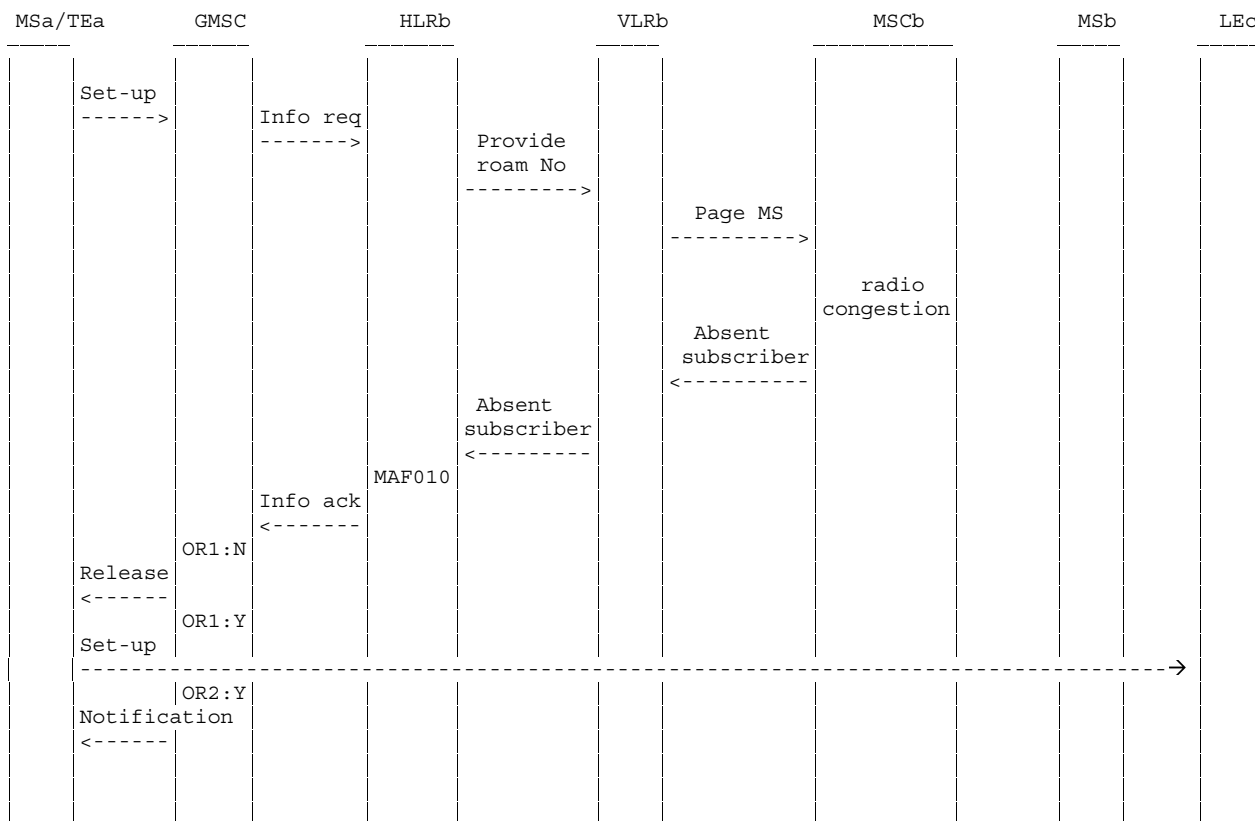 MSa/TEa GMSC HLRb VLRb MSCb MSb LEc
Set-up
------> Info req
-------> Provide
roam No
--------->
Page MS
---------->
radio
congestion
Absent
subscriber
<----------
Absent
subscriber
<---------
MAF010
Info ack
<-------
OR1:N
Release
<------
OR1:Y
Set-up
------------------------------------------------------------------------------------→
OR2:Y
Notification
<------